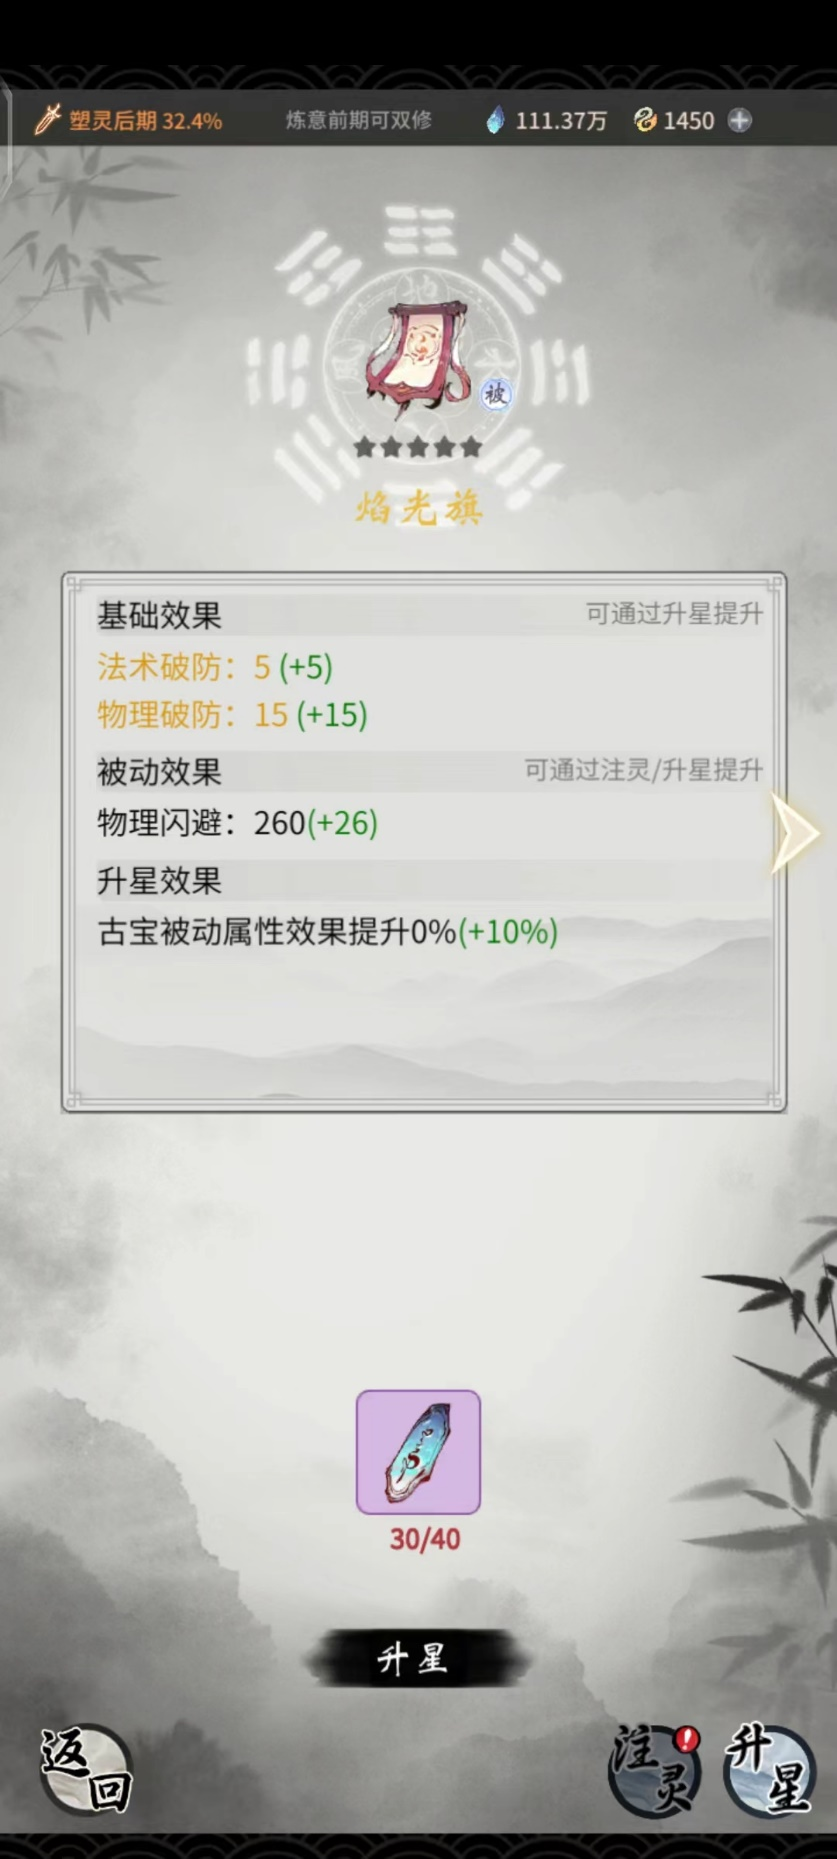 塑灵后期 32.4% 炼意前期可双修 111.37万 1450
被
焰光旗
基础效果 可通过升星提升
法术破防：5 (+5)
物理破防：15 (+15)
被动效果 可通过注灵/升星提升
物理闪避：260(+26)
升星效果
古宝被动属性效果提升0%(+10%)
30/40
升星
返回 注灵 升星